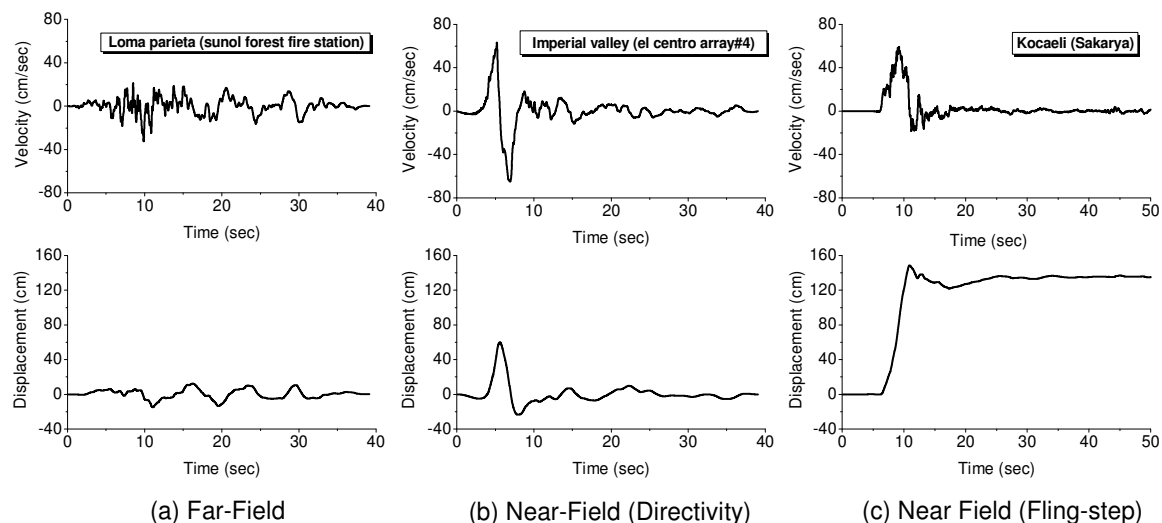 80
40
0
-40
-80
Velocity (cm/sec)
Loma parieta (sunol forest fire station)
0 10 20 30 40
Time (sec)
80
40
0
-40
-80
Velocity (cm/sec)
Imperial valley (el centro array#4)
0 10 20 30 40
Time (sec)
80
40
0
-40
-80
Velocity (cm/sec)
Kocaeli (Sakarya)
0 10 20 30 40 50
Time (sec)
160
120
80
40
0
-40
Displacement (cm)
0 10 20 30 40
Time (sec)
160
120
80
40
0
-40
Displacement (cm)
0 10 20 30 40
Time (sec)
160
120
80
40
0
-40
Displacement (cm)
0 10 20 30 40 50
Time (sec)
(a) Far-Field
(b) Near-Field (Directivity)
(c) Near Field (Fling-step)